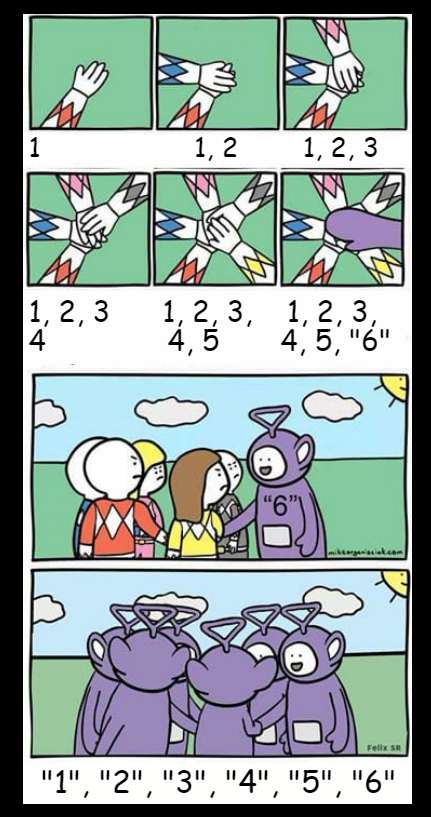 1
1, 2
1, 2, 3
1, 2, 3
4
1, 2, 3,
4, 5
1, 2, 3,
4, 5, "6"
"6"
mikeorganisciak.com
Felix SR
"1", "2", "3", "4", "5", "6"